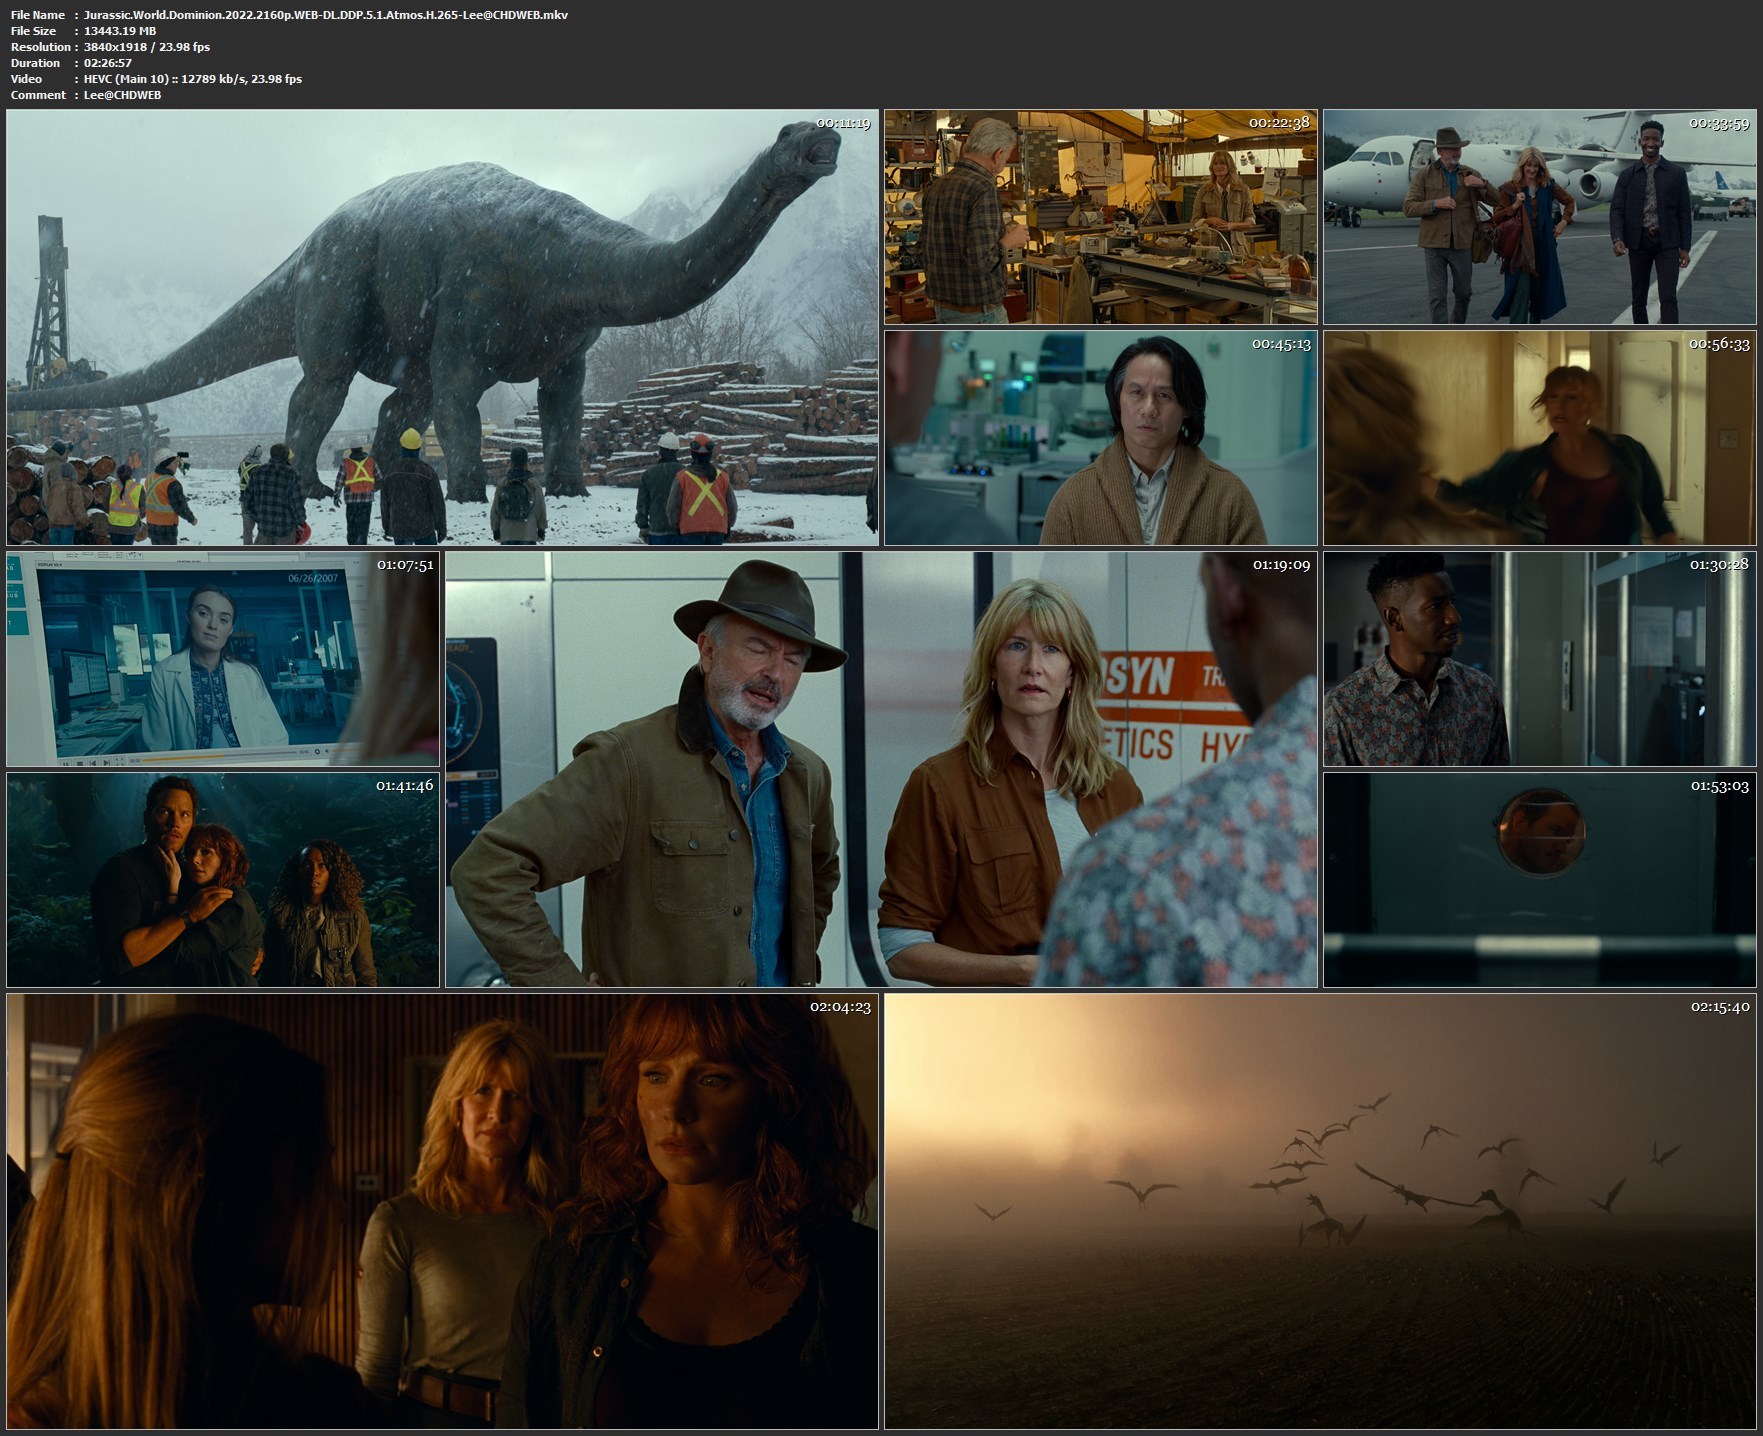 File Name : Jurassic.World.Dominion.2022.2160p.WEB-DL.DDP.5.1.Atmos.H.265-Lee@CHDWEB.mkv
File Size : 13443.19 MB
Resolution : 3840x1918 / 23.98 fps
Duration : 02:26:57
Video : HEVC (Main 10) :: 12789 kb/s, 23.98 fps
Comment : Lee@CHDWEB
00:11:19
00:22:38
00:33:59
00:45:13
00:56:33
01:07:51
06/26/2007
01:19:09
OSYN TR
ETICS HY
01:30:28
01:41:46
01:53:03
02:04:23
02:15:40